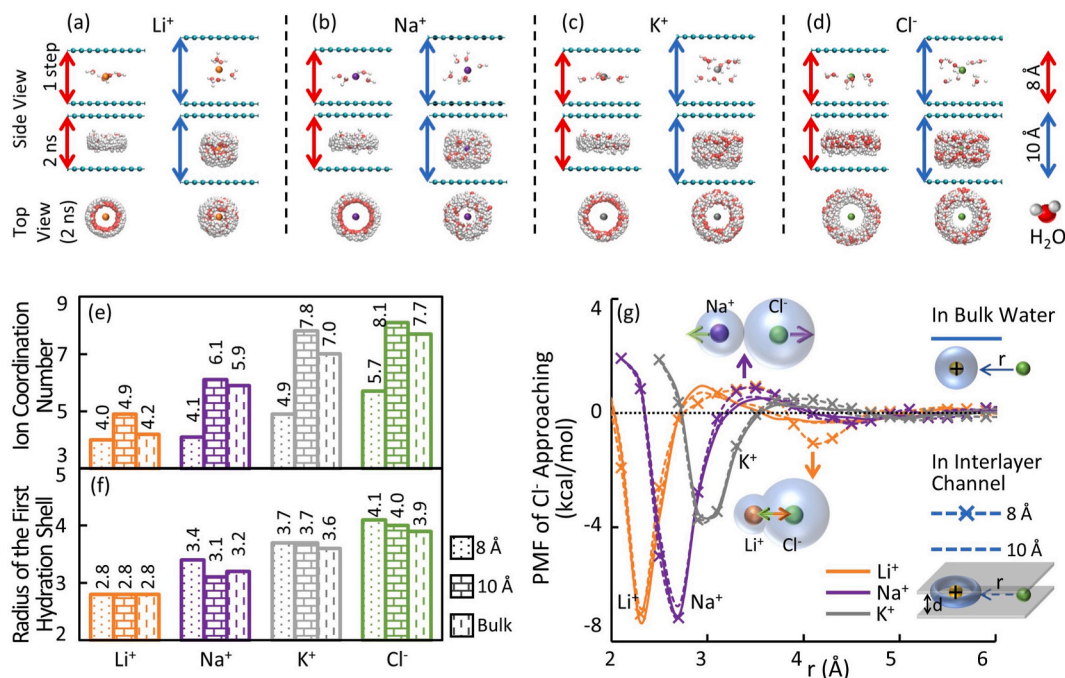 (a) Li⁺ (b) Na⁺ (c) K⁺ (d) Cl⁻
Side View
1 step
2 ns
8 Å
10 Å
Top
View
(2 ns)
H₂O
(e)
Ion Coordination
Number
9
7
5
3
4.0 4.9 4.2 4.1 6.1 5.9 4.9 7.8 7.0 5.7 8.1 7.7
(f)
Radius of the First
Hydration Shell
5
4
3
2
2.8 2.8 2.8 3.4 3.1 3.2 3.7 3.7 3.6 4.1 4.0 3.9
8 Å
10 Å
Bulk
Li⁺ Na⁺ K⁺ Cl⁻
(g)
PMF of Cl⁻ Approaching
(kcal/mol)
4
0
-4
-8
Na⁺ Cl⁻
K⁺
Li⁺ Cl⁻
Li⁺ Na⁺
In Bulk Water
+ r
In Interlayer
Channel
8 Å
10 Å
+ r
d
Li⁺
Na⁺
K⁺
2 3 4 5 6
r (Å)